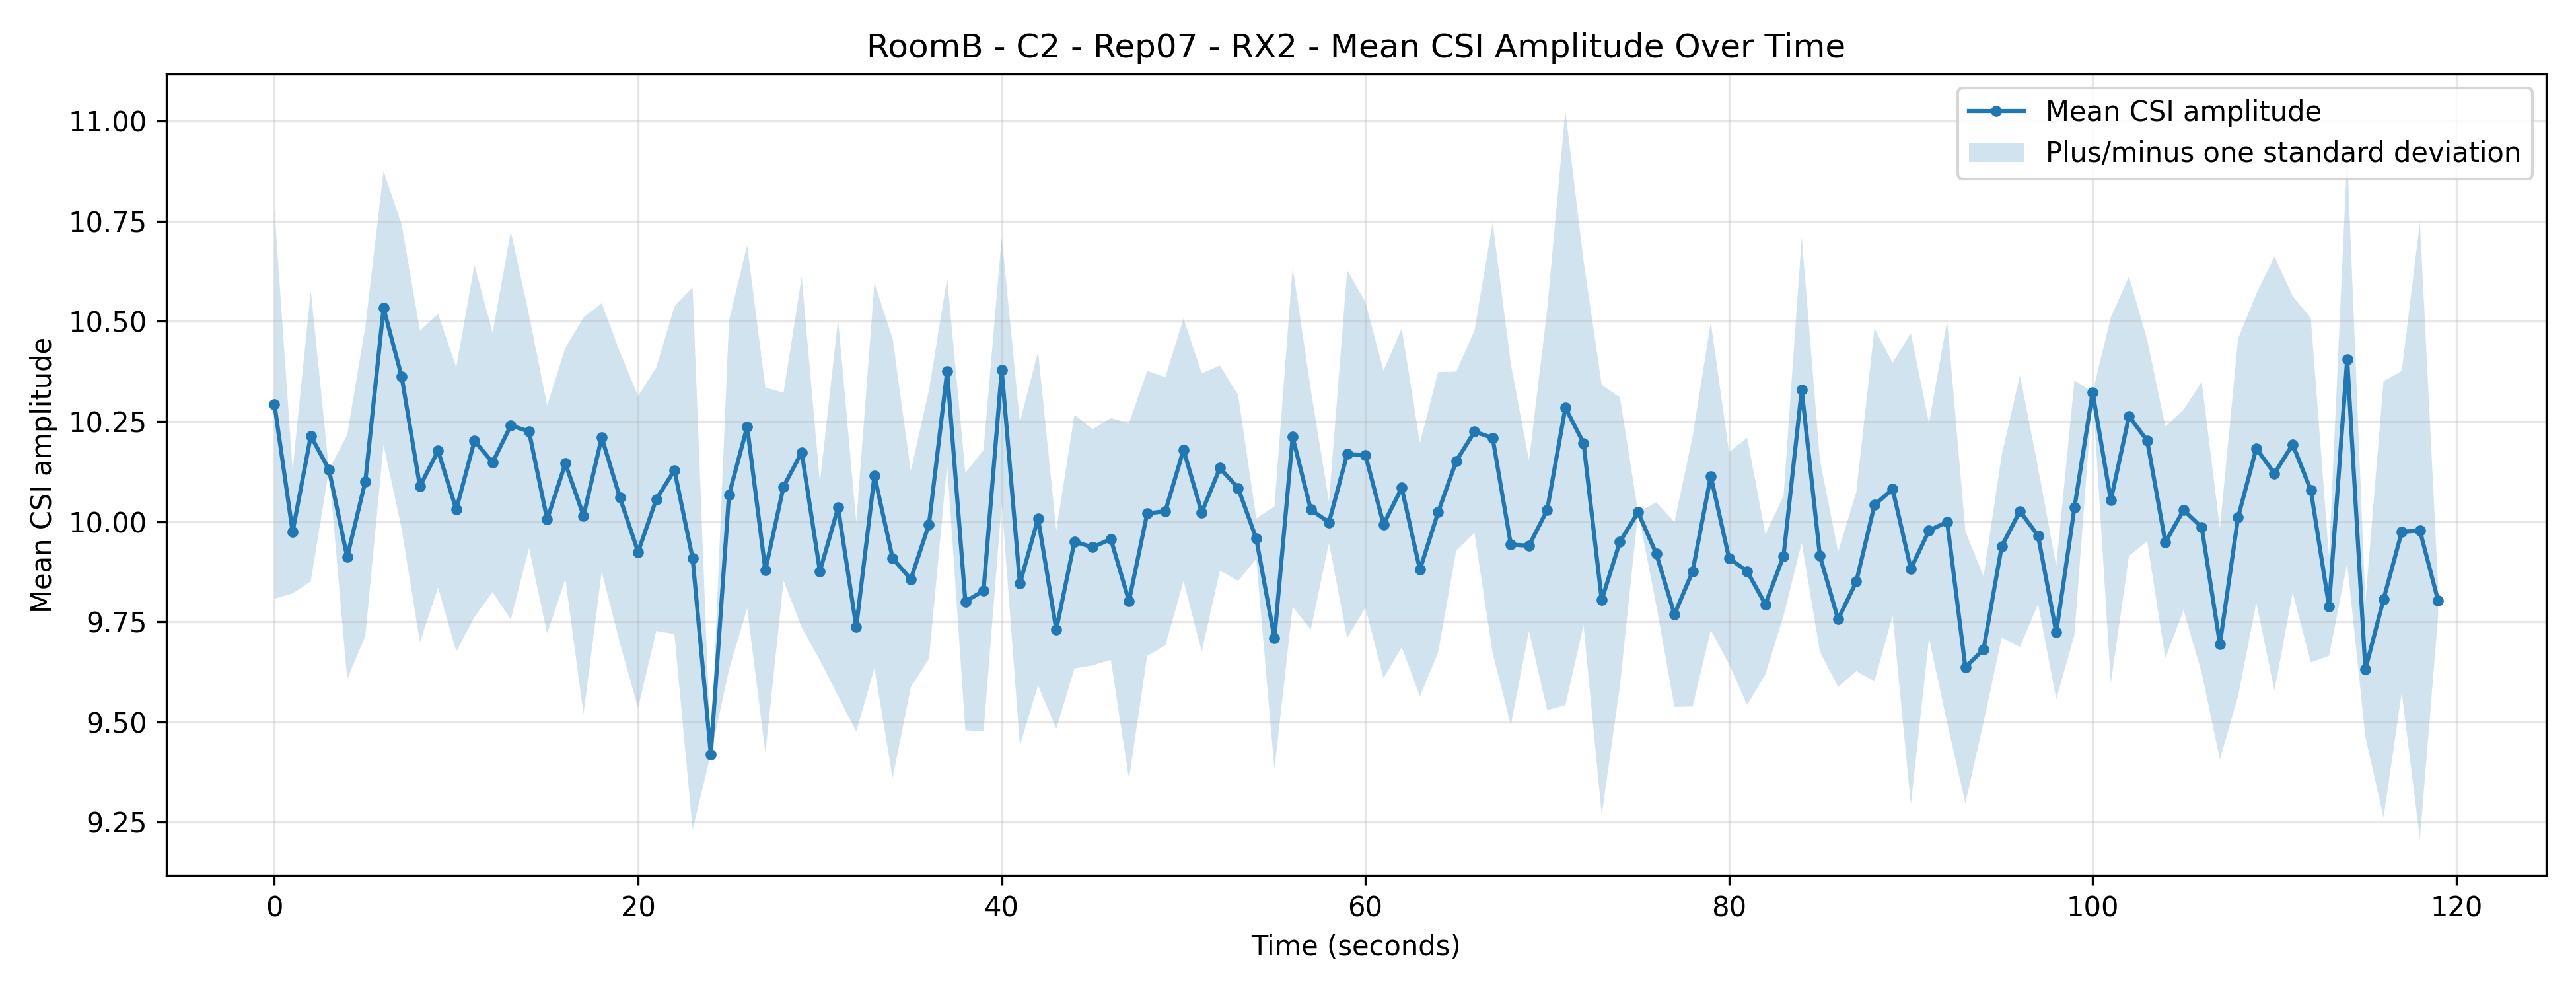 RoomB - C2 - Rep07 - RX2 - Mean CSI Amplitude Over Time
Mean CSI amplitude
Plus/minus one standard deviation
11.00
10.75
10.50
10.25
10.00
9.75
9.50
9.25
Mean CSI amplitude
0 20 40 60 80 100 120
Time (seconds)